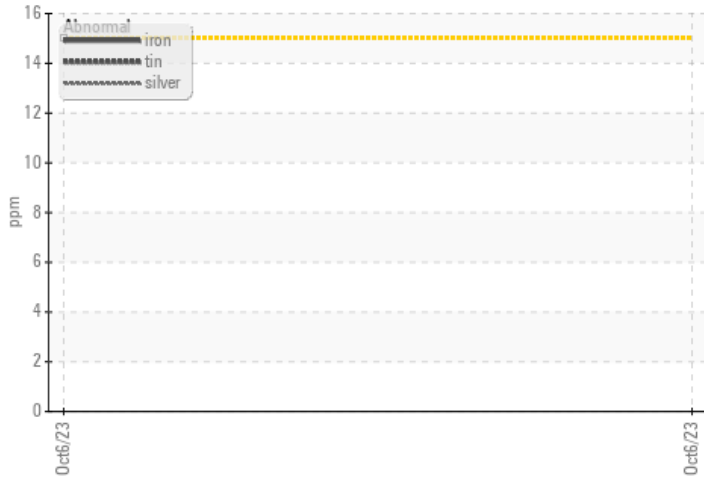 16
Abnormal
iron
tin
silver
14
12
10
8
6
4
2
0
ppm
Oct6/23
Oct6/23